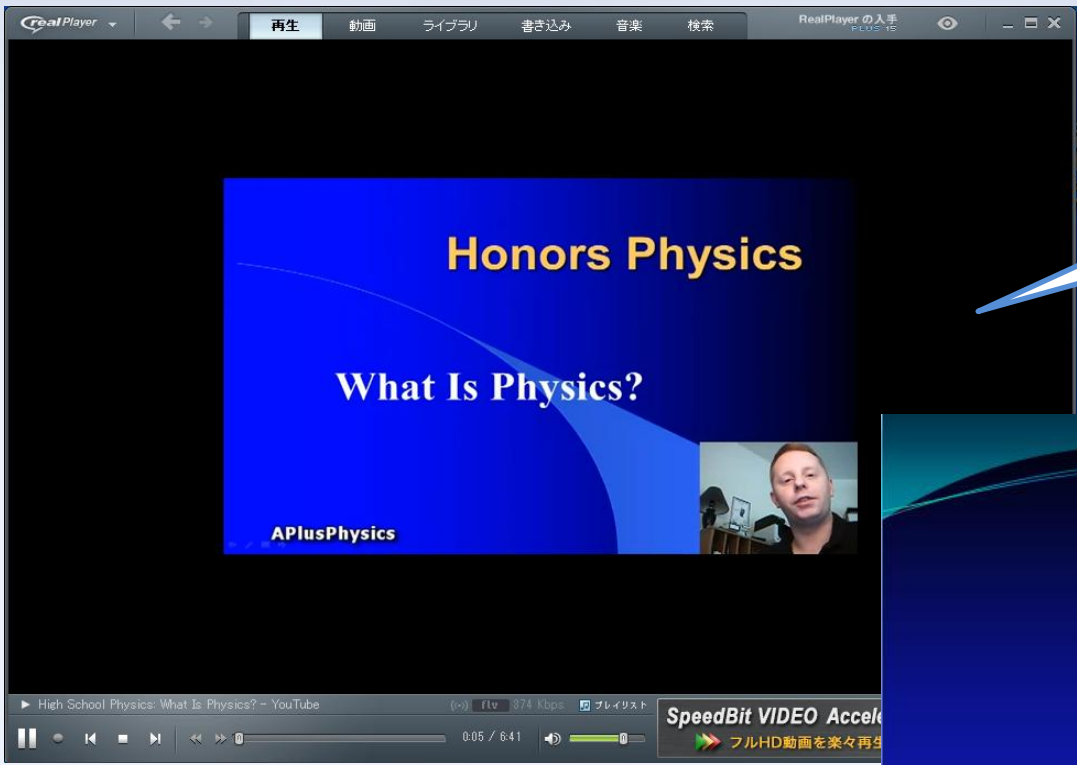 realPlayer
再生 動画 ライブラリ 書き込み 音楽 検索
RealPlayer の入手
PLUS 15
Honors Physics
What Is Physics?
APlusPhysics
High School Physics: What Is Physics? - YouTube
flv 374 Kbps プレイリスト
0:05 / 6:41
SpeedBit VIDEO Accele
フルHD動画を楽々再生